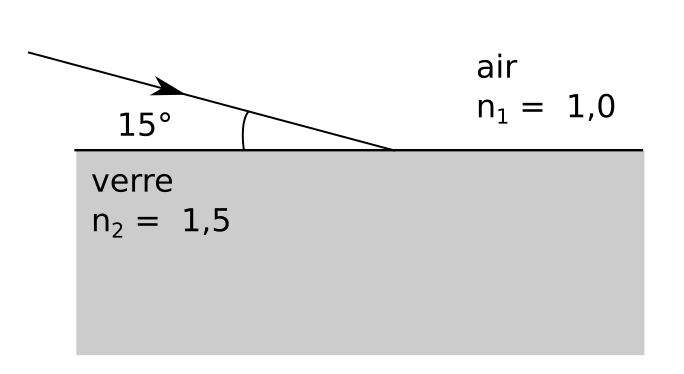 air
n₁ = 1,0
15°
verre
n₂ = 1,5